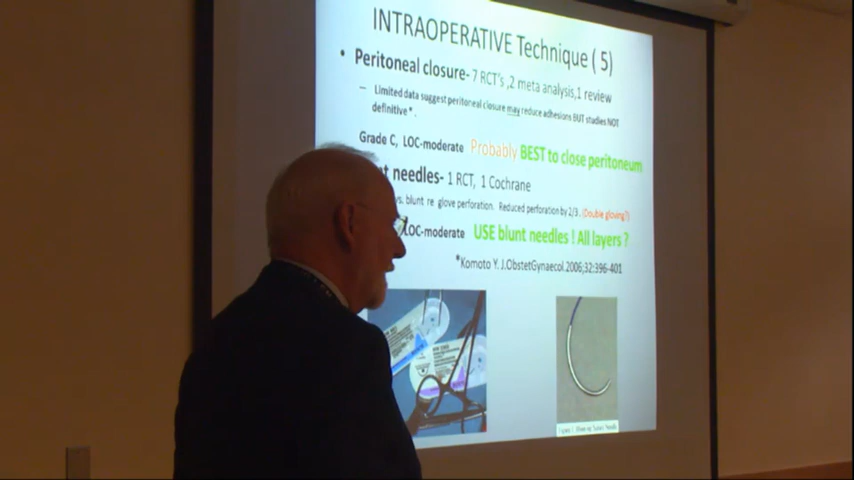 INTRAOPERATIVE Technique ( 5)
• Peritoneal closure- 7 RCT's ,2 meta analysis,1 review
– Limited data suggest peritoneal closure may reduce adhesions BUT studies NOT
definitive * .
Grade C, LOC-moderate Probably BEST to close peritoneum
nt needles- 1 RCT, 1 Cochrane
vs. blunt re glove perforation. Reduced perforation by 2/3 . (Double gloving?)
LOC-moderate USE blunt needles ! All layers ?
*Komoto Y. J.ObstetGynaecol.2006;32:396-401